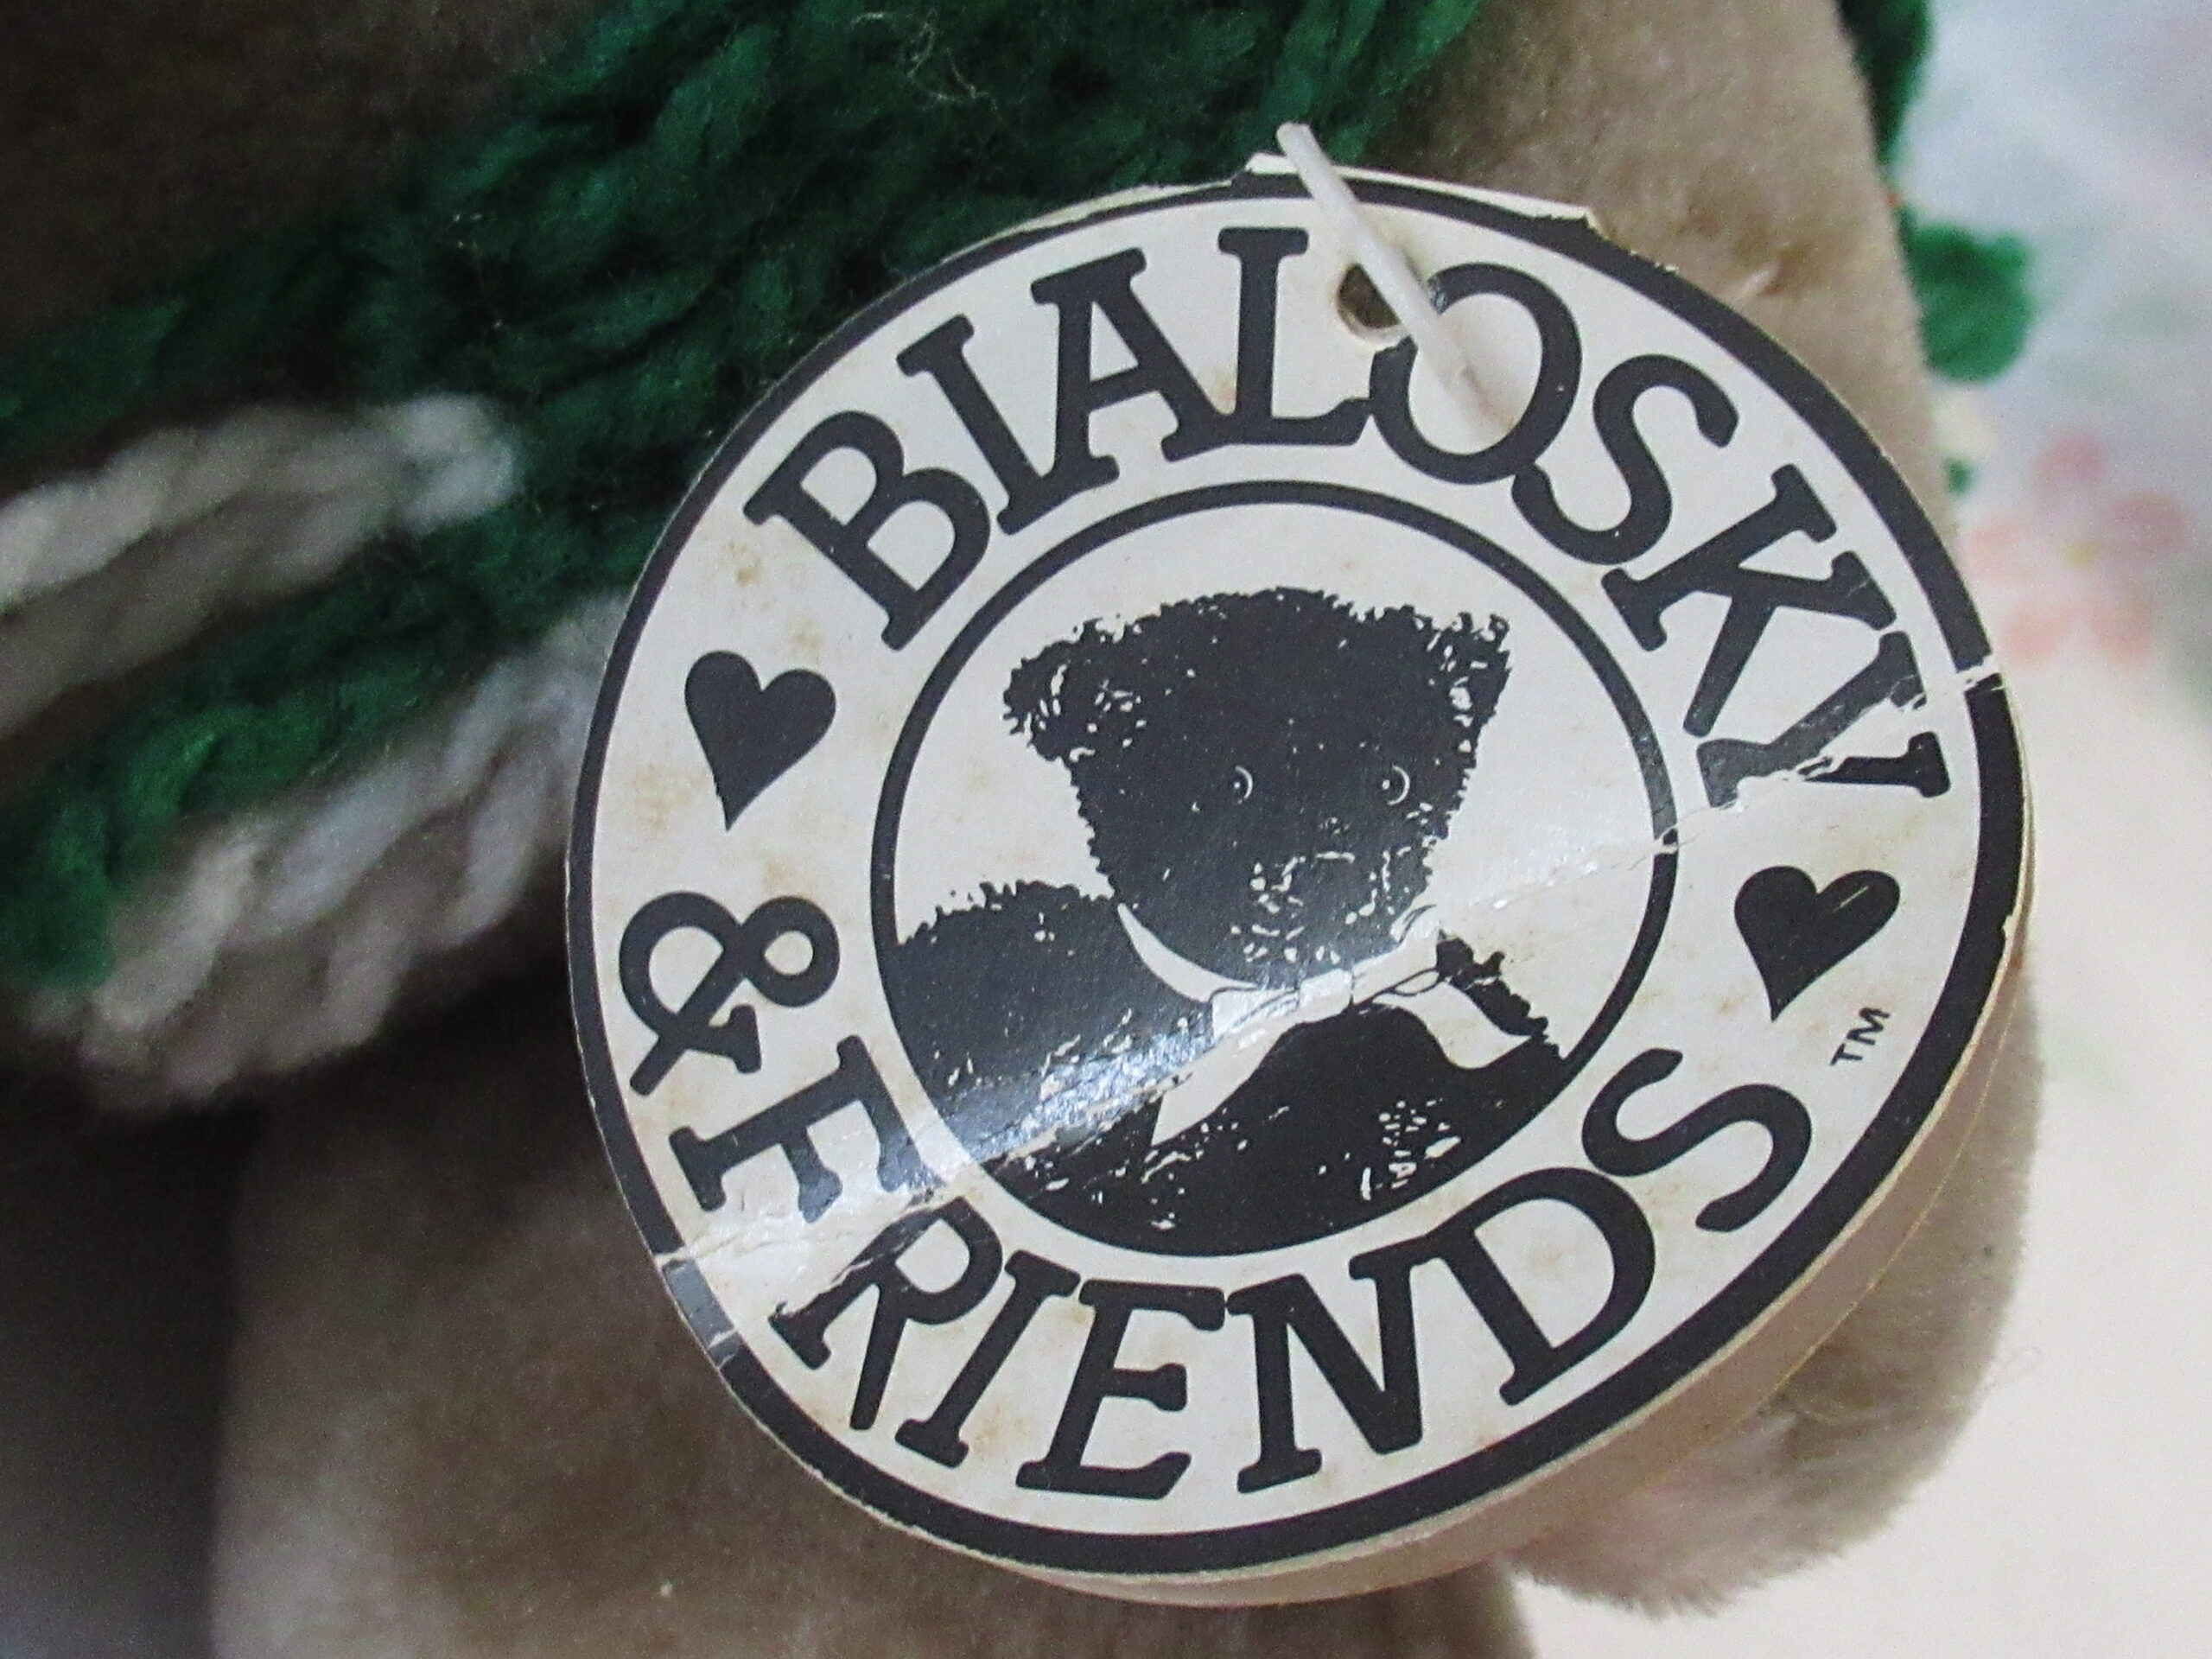 BIALOSKY
& FRIENDS
TM